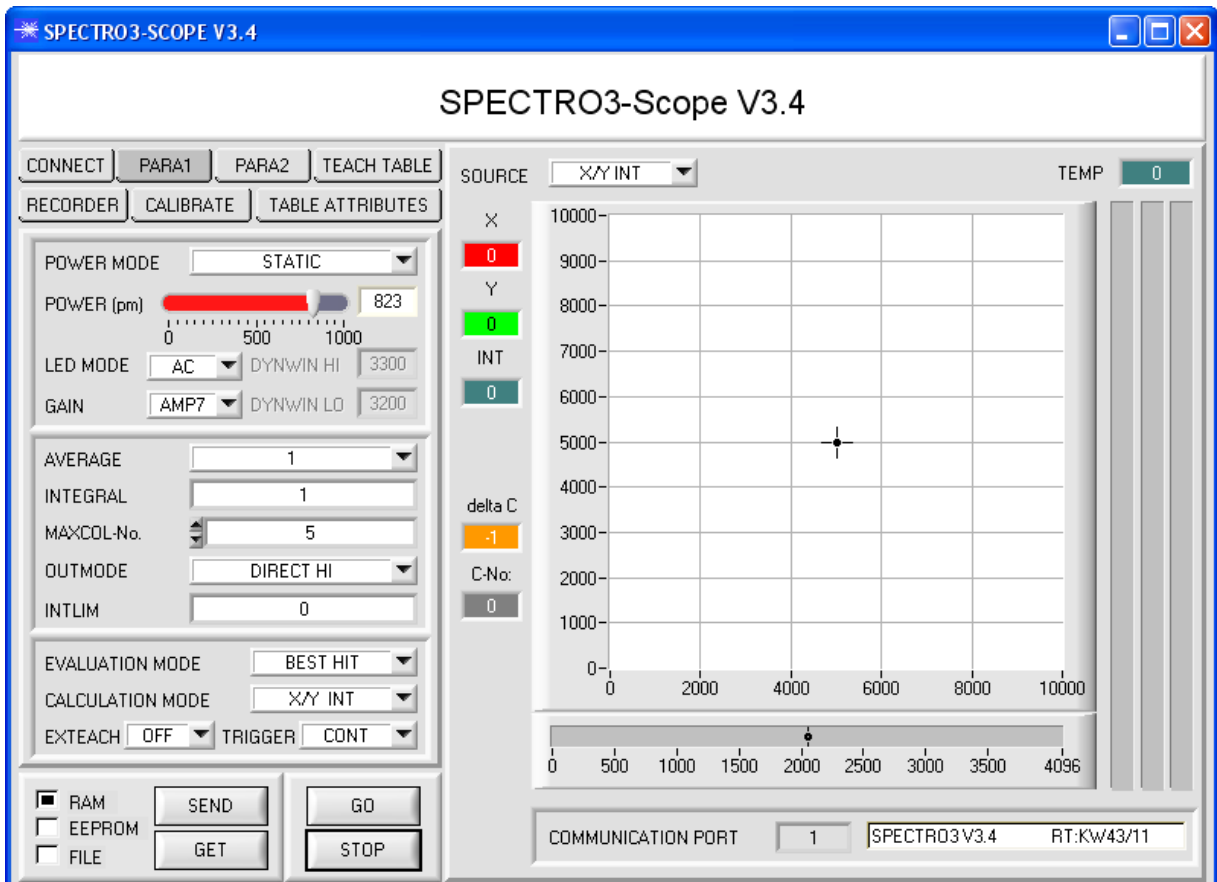 SPECTRO3-SCOPE V3.4
SPECTRO3-Scope V3.4
CONNECT PARA1 PARA2 TEACH TABLE
RECORDER CALIBRATE TABLE ATTRIBUTES
POWER MODE STATIC
POWER (pm) 823
0 500 1000
LED MODE AC DYNWIN HI 3300
GAIN AMP7 DYNWIN LO 3200
AVERAGE 1
INTEGRAL 1
MAXCOL-No. 5
OUTMODE DIRECT HI
INTLIM 0
EVALUATION MODE BEST HIT
CALCULATION MODE X/Y INT
EXTEACH OFF TRIGGER CONT
RAM
EEPROM
FILE
SEND
GET
GO
STOP
SOURCE X/Y INT
TEMP 0
X
0
Y
0
INT
0
delta C
-1
C-No:
0
10000
9000
8000
7000
6000
5000
4000
3000
2000
1000
0
0 2000 4000 6000 8000 10000
0 500 1000 1500 2000 2500 3000 3500 4096
COMMUNICATION PORT 1 SPECTRO3 V3.4 RT:KW43/11